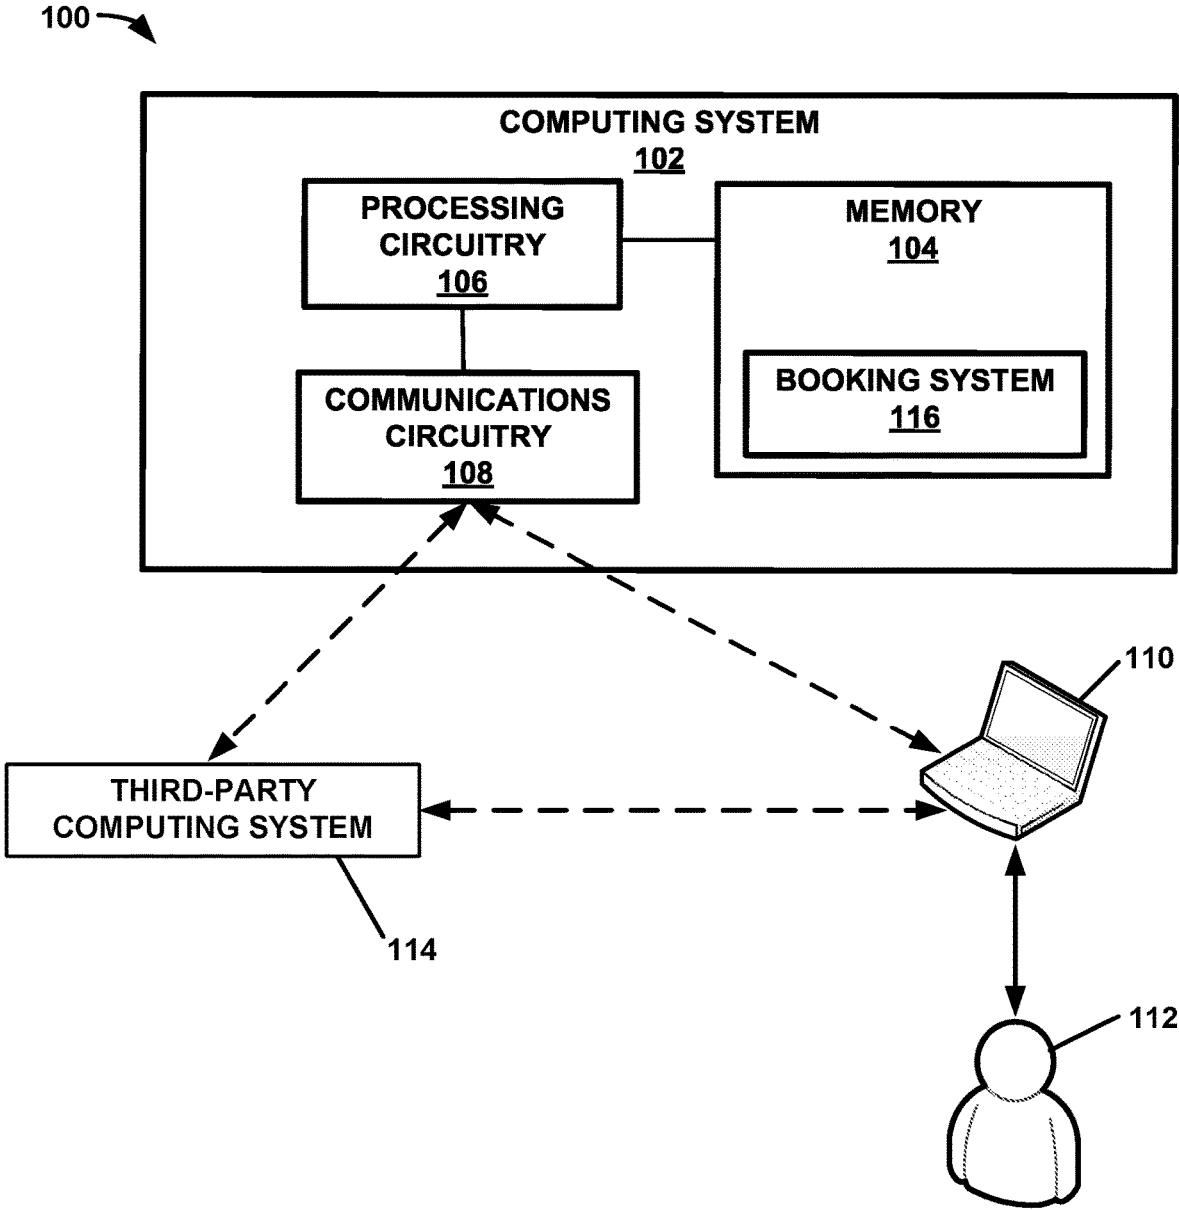 100
COMPUTING SYSTEM
102
PROCESSING
CIRCUITRY
106
MEMORY
104
COMMUNICATIONS
CIRCUITRY
108
BOOKING SYSTEM
116
110
THIRD-PARTY
COMPUTING SYSTEM
114
112